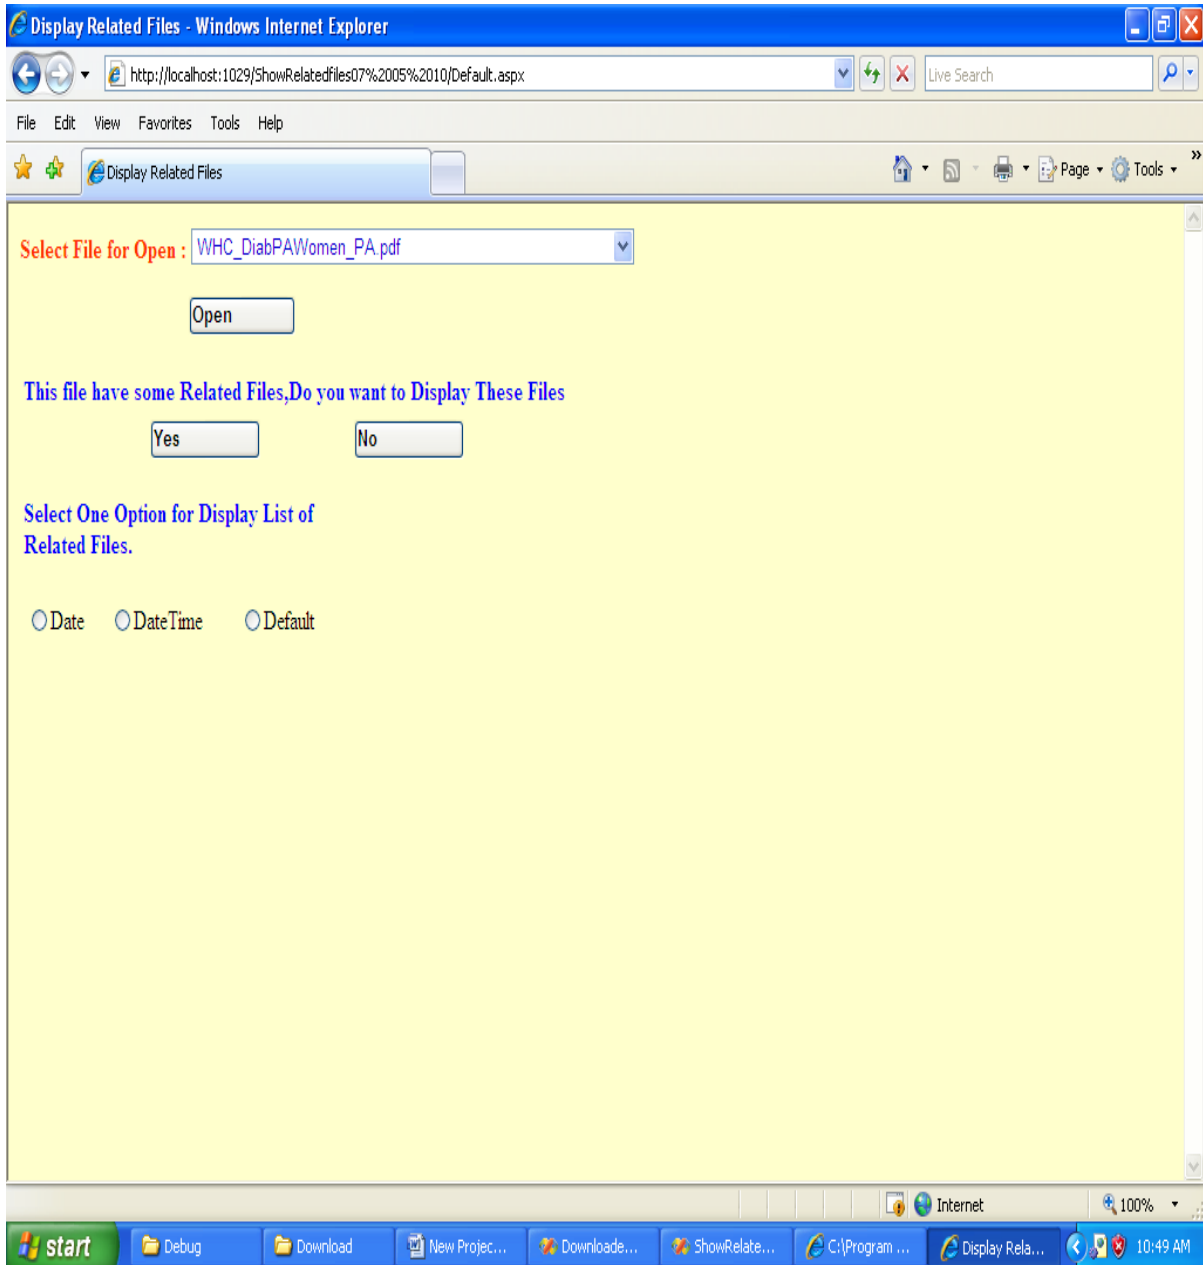 Display Related Files - Windows Internet Explorer
http://localhost:1029/ShowRelatedfiles07%2005%2010/Default.aspx
Live Search
File Edit View Favorites Tools Help
Display Related Files
Page Tools »
Select File for Open : WHC_DiabPAWomen_PA.pdf
Open
This file have some Related Files,Do you want to Display These Files
Yes No
Select One Option for Display List of
Related Files.
Date DateTime Default
Internet 100%
start Debug Download New Projec... Downloade... ShowRelate... C:\Program ... Display Rela... 10:49 AM